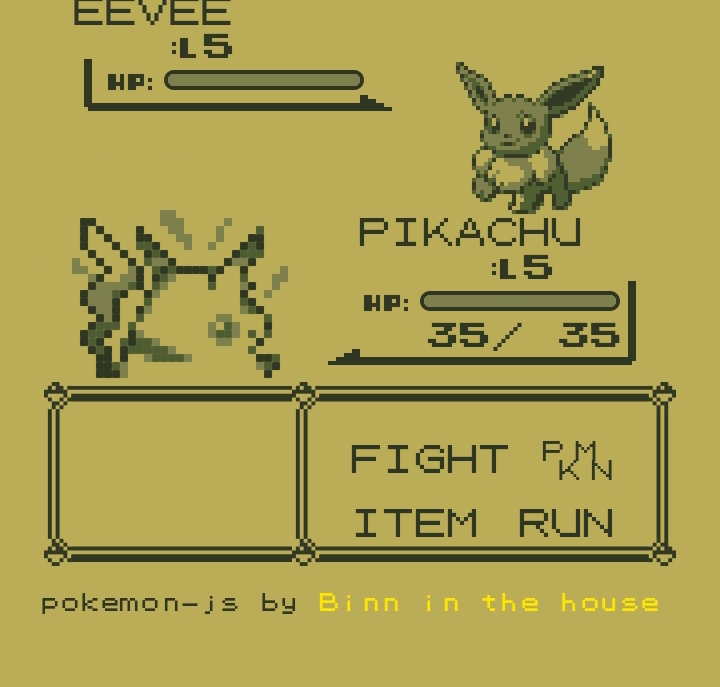 EEVEE
:L5
HP:
PIKACHU
:L5
HP:
35/ 35
FIGHT PKMN
ITEM RUN
pokemon-js by Binn in the house